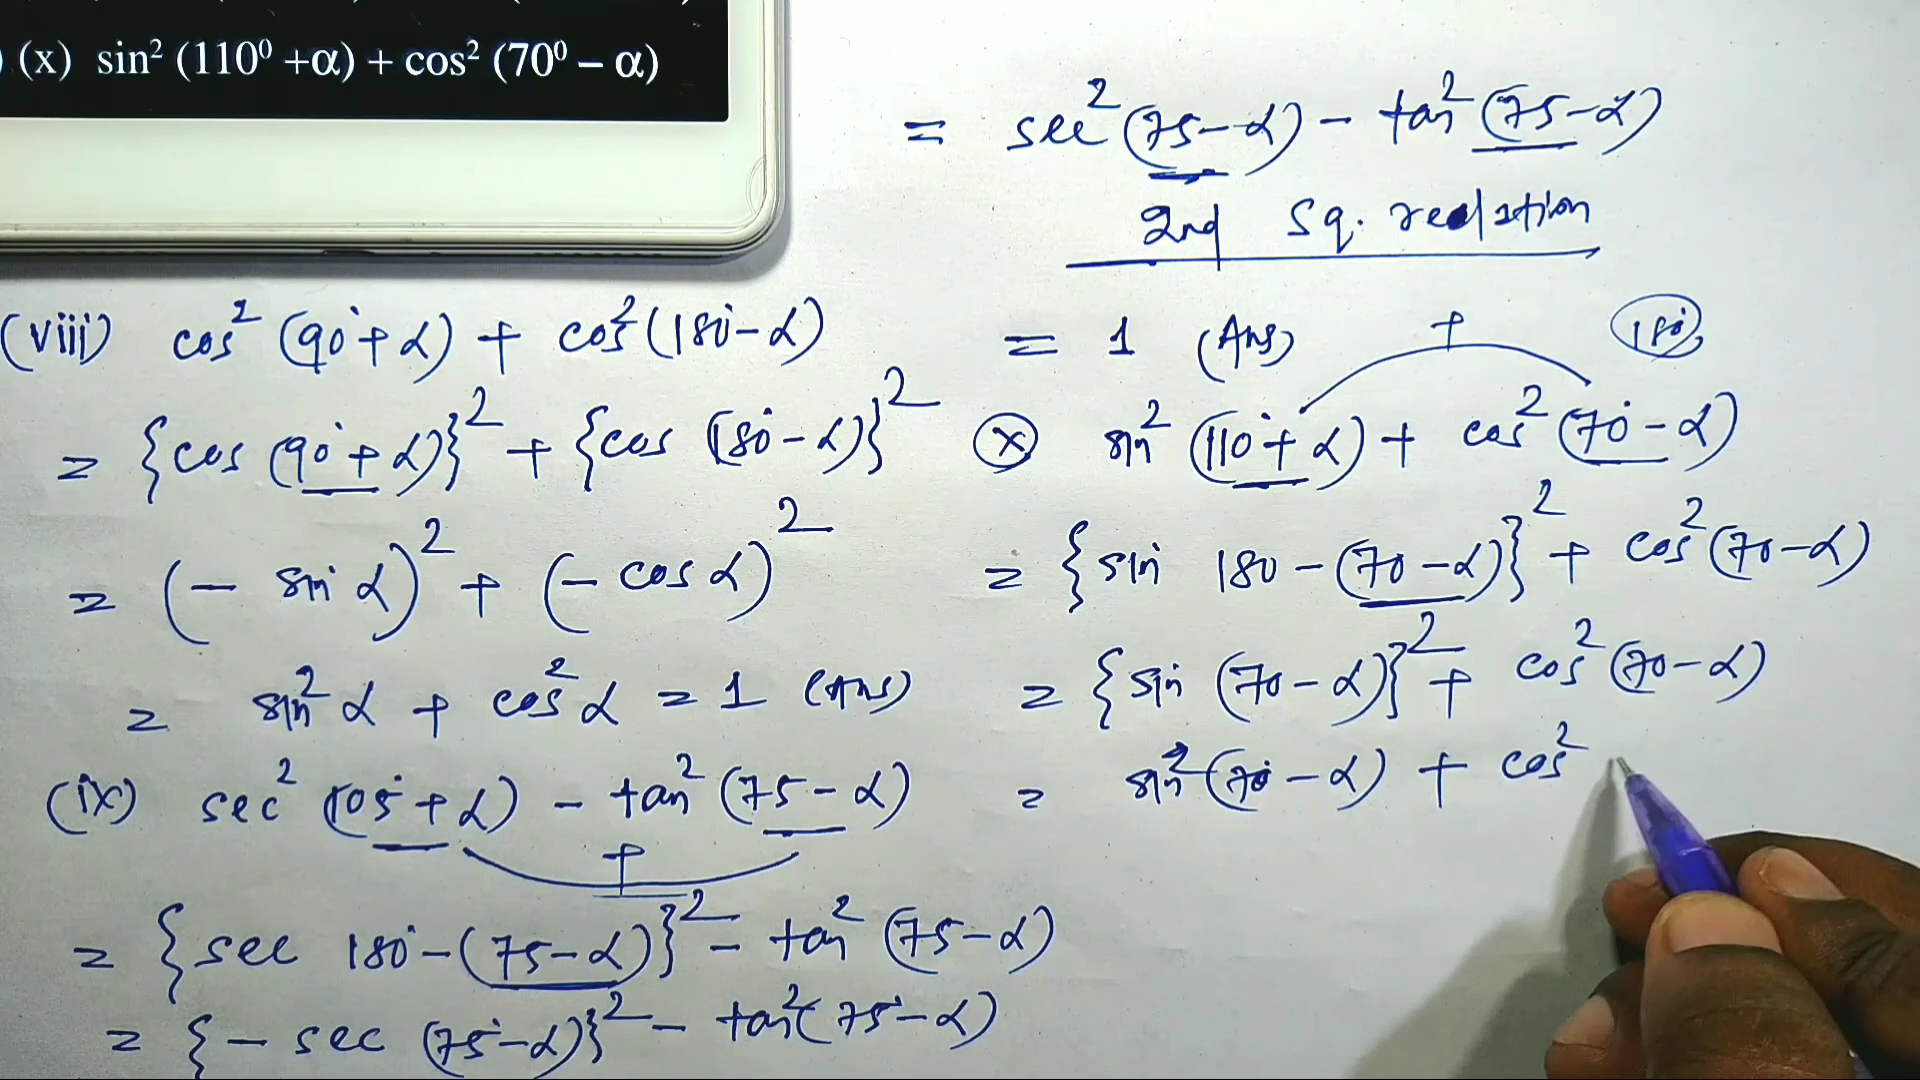 (x) sin² (110⁰ +α) + cos² (70⁰ – α)
(viii) cos² (90°+α) + cos² (180°-α)
= {cos (90°+α)}² + {cos (180°-α)}²
= (- sin α)² + (- cos α)²
= sin² α + cos² α = 1 (Ans)
(ix) sec² (105°+α) - tan² (75-α)
+
= {sec 180°-(75-α)}² - tan² (75-α)
= {- sec (75°-α)}² - tan² (75°-α)
= sec² (75-α) - tan² (75-α)
2nd Sq. relation
= 1 (Ans) + 180°
(x) sin² (110°+α) + cos² (70°-α)
= {sin 180-(70-α)}² + cos² (70-α)
= {sin (70-α)}² + cos² (70-α)
= sin² (70°-α) + cos²